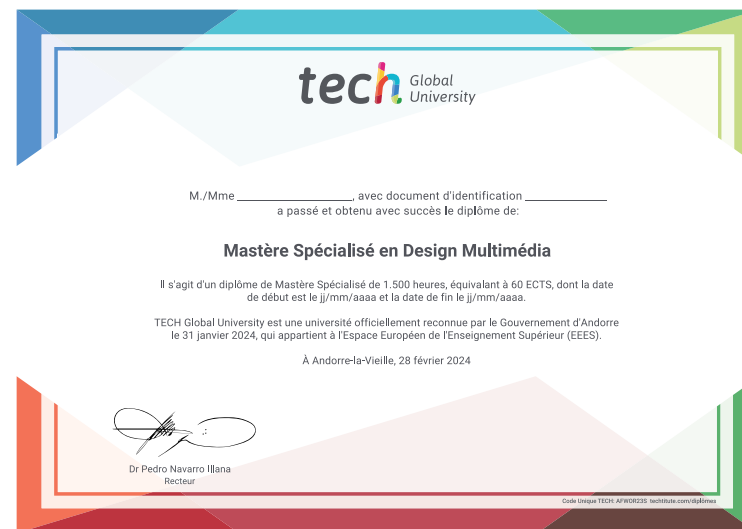 tech Global
University
M./Mme ____________, avec document d'identification ____________
a passé et obtenu avec succès le diplôme de:
Mastère Spécialisé en Design Multimédia
Il s'agit d'un diplôme de Mastère Spécialisé de 1.500 heures, équivalant à 60 ECTS, dont la date
de début est le jj/mm/aaaa et la date de fin le jj/mm/aaaa.
TECH Global University est une université officiellement reconnue par le Gouvernement d'Andorre
le 31 janvier 2024, qui appartient à l'Espace Européen de l'Enseignement Supérieur (EEES).
À Andorre-la-Vieille, 28 février 2024
Dr Pedro Navarro Illana
Recteur
Code Unique TECH: AFWOR23S techtitute.com/diplômes